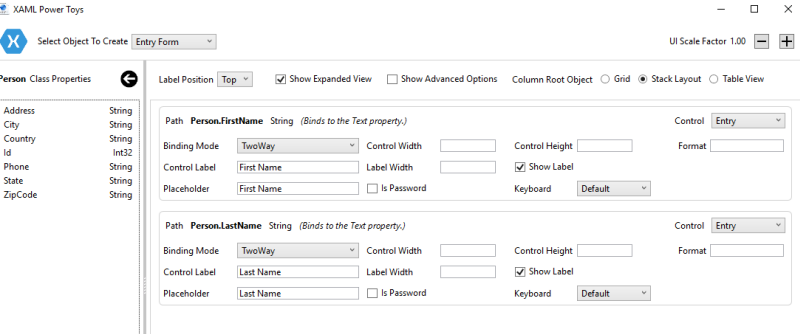 XAML Power Toys
Select Object To Create Entry Form UI Scale Factor 1.00
Person Class Properties
Label Position Top Show Expanded View Show Advanced Options Column Root Object Grid Stack Layout Table View
Address String
City String
Country String
Id Int32
Phone String
State String
ZipCode String
Path Person.FirstName String (Binds to the Text property.) Control Entry
Binding Mode TwoWay Control Width Control Height Format
Control Label First Name Label Width Show Label
Placeholder First Name Is Password Keyboard Default
Path Person.LastName String (Binds to the Text property.) Control Entry
Binding Mode TwoWay Control Width Control Height Format
Control Label Last Name Label Width Show Label
Placeholder Last Name Is Password Keyboard Default